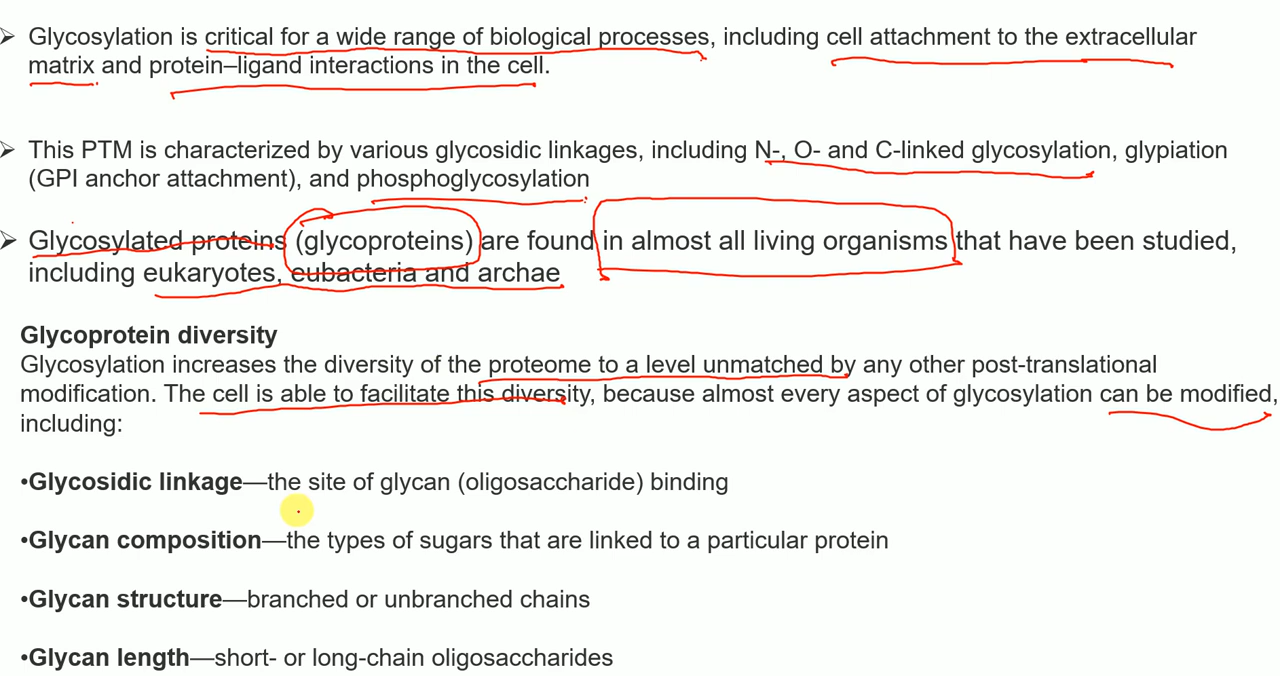 ➢ Glycosylation is critical for a wide range of biological processes, including cell attachment to the extracellular
matrix and protein–ligand interactions in the cell.
➢ This PTM is characterized by various glycosidic linkages, including N-, O- and C-linked glycosylation, glypiation
(GPI anchor attachment), and phosphoglycosylation
➢ Glycosylated proteins (glycoproteins) are found in almost all living organisms that have been studied,
including eukaryotes, eubacteria and archae
Glycoprotein diversity
Glycosylation increases the diversity of the proteome to a level unmatched by any other post-translational
modification. The cell is able to facilitate this diversity, because almost every aspect of glycosylation can be modified,
including:
•Glycosidic linkage—the site of glycan (oligosaccharide) binding
•Glycan composition—the types of sugars that are linked to a particular protein
•Glycan structure—branched or unbranched chains
•Glycan length—short- or long-chain oligosaccharides